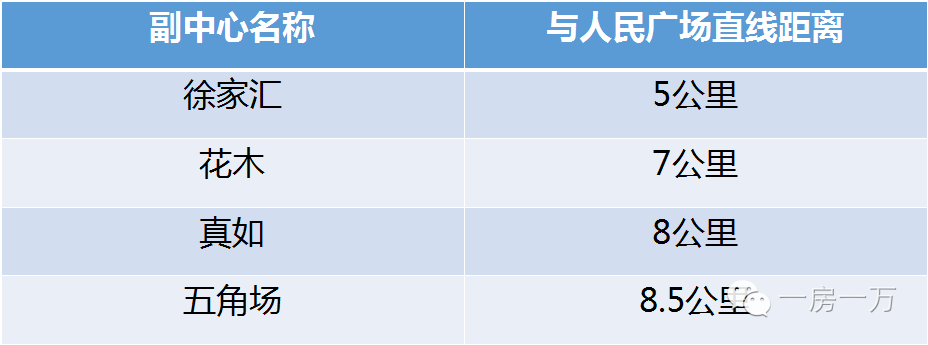 副中心名称 与人民广场直线距离
徐家汇 5公里
花木 7公里
真如 8公里
五角场 8.5公里
一房一万